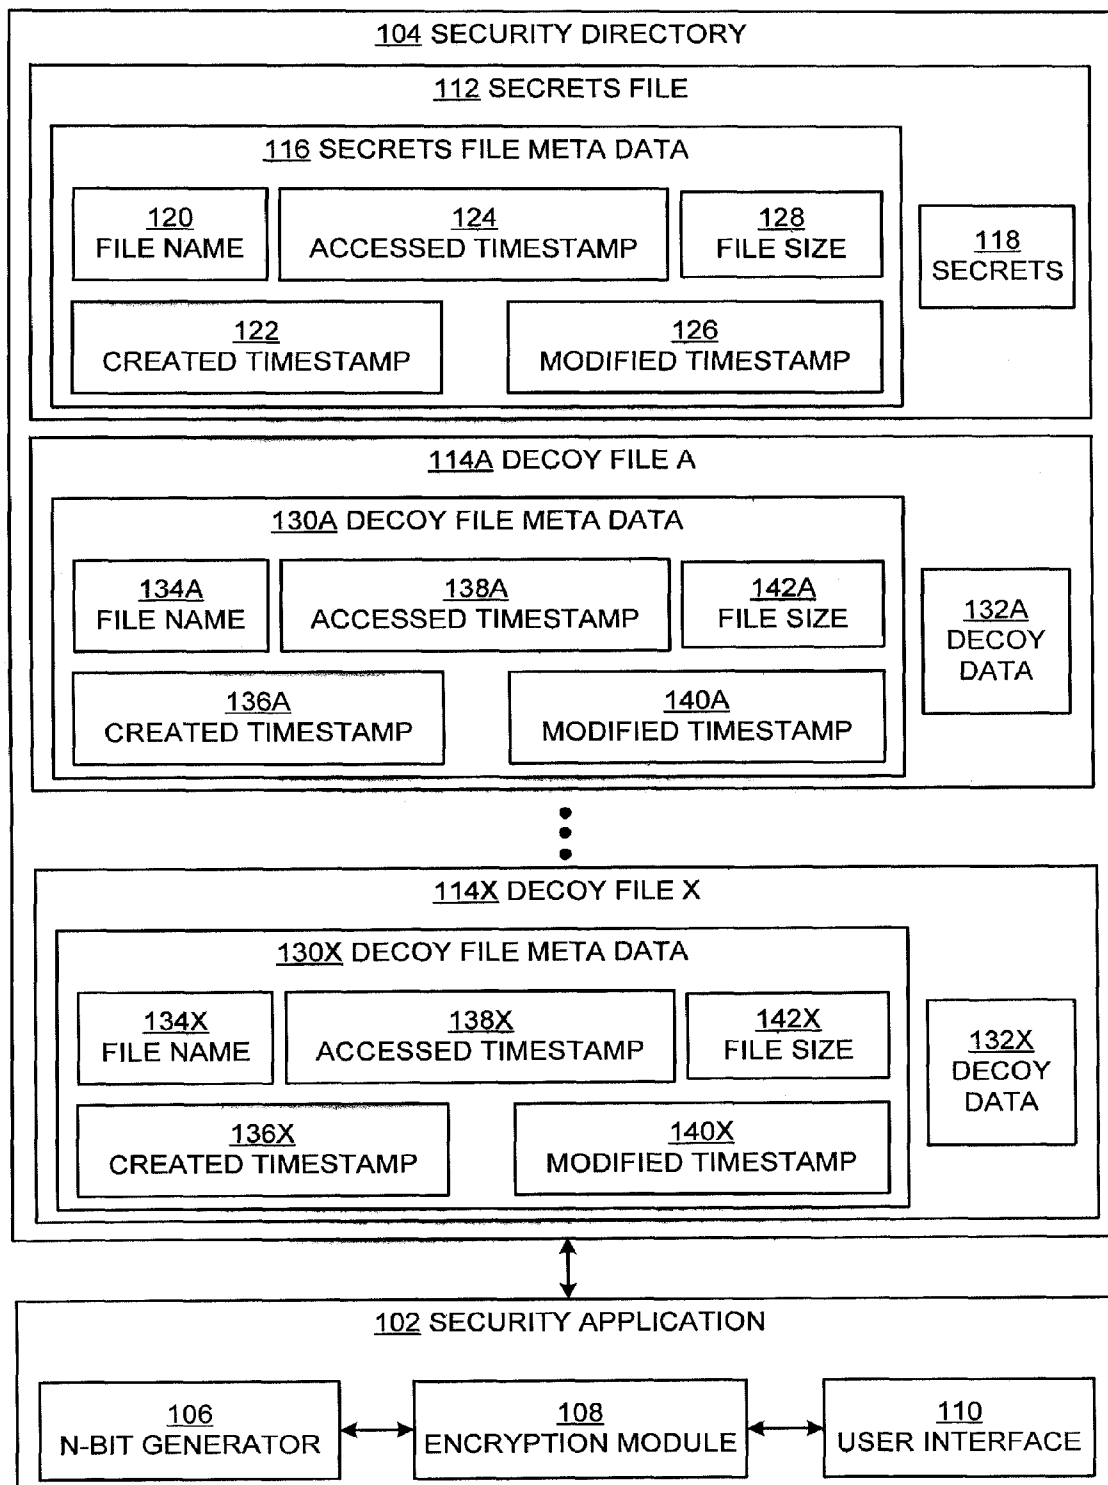 104 SECURITY DIRECTORY
112 SECRETS FILE
116 SECRETS FILE META DATA
120
FILE NAME
124
ACCESSED TIMESTAMP
128
FILE SIZE
118
SECRETS
122
CREATED TIMESTAMP
126
MODIFIED TIMESTAMP
114A DECOY FILE A
130A DECOY FILE META DATA
134A
FILE NAME
138A
ACCESSED TIMESTAMP
142A
FILE SIZE
132A
DECOY
DATA
136A
CREATED TIMESTAMP
140A
MODIFIED TIMESTAMP
114X DECOY FILE X
130X DECOY FILE META DATA
134X
FILE NAME
138X
ACCESSED TIMESTAMP
142X
FILE SIZE
132X
DECOY
DATA
136X
CREATED TIMESTAMP
140X
MODIFIED TIMESTAMP
102 SECURITY APPLICATION
106
N-BIT GENERATOR
108
ENCRYPTION MODULE
110
USER INTERFACE